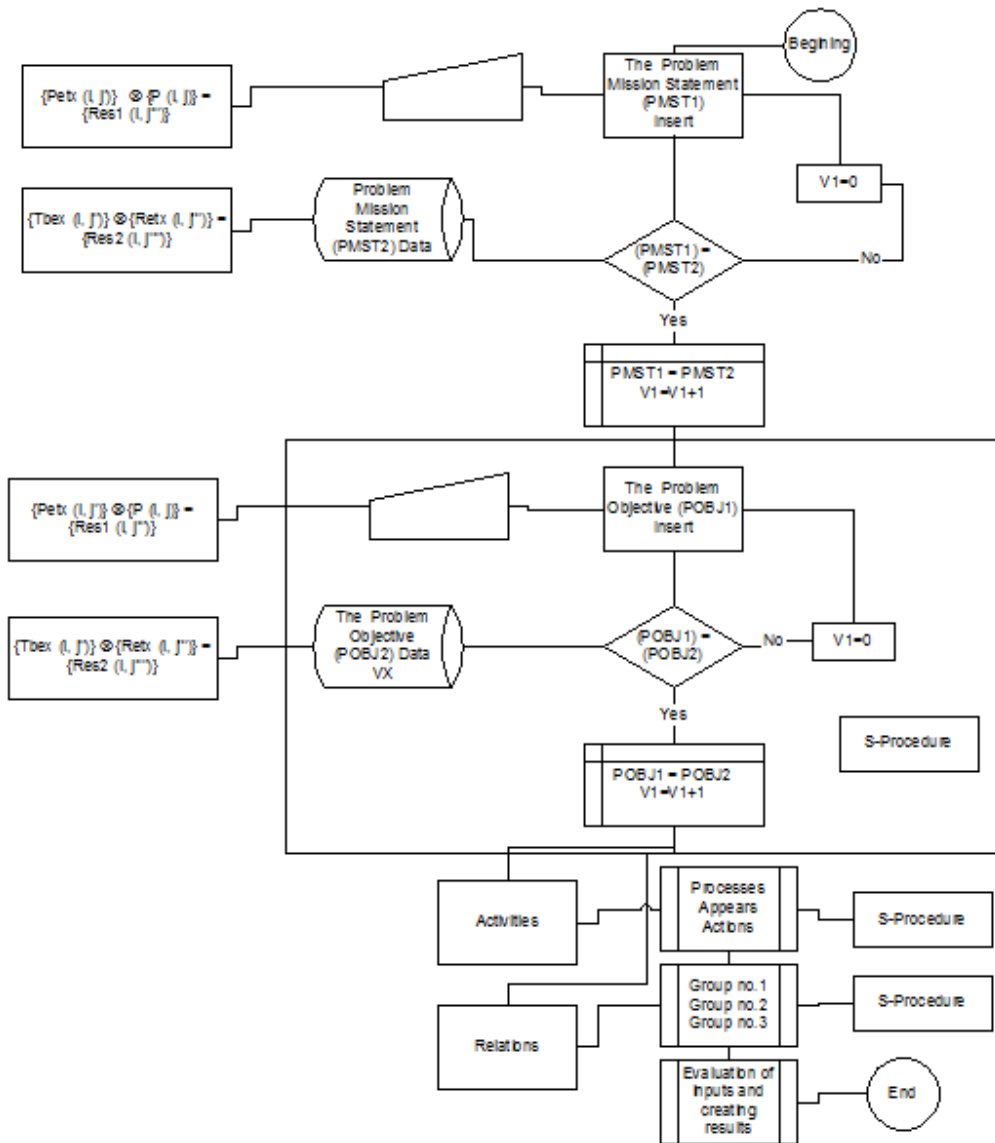 Begining
The Problem
Mission Statement
(PMST1)
Insert
{Petx (I, j')} ⊗ {P (I, j)} =
{Res1 (I, j''')}
V1=0
{Tbex (I, j')} ⊗ {Retx (I, j'')} =
{Res2 (I, j''')}
Problem
Mission
Statement
(PMST2) Data
(PMST1) =
(PMST2)
No
Yes
PMST1 = PMST2
V1=V1+1
The Problem
Objective (POBJ1)
Insert
{Petx (I, j')} ⊗ {P (I, j)} =
{Res1 (I, j'')}
{Tbex (I, j')} ⊗ {Retx (I, j'')} =
{Res2 (I, j''')}
The Problem
Objective
(POBJ2) Data
VX
(POBJ1) =
(POBJ2)
No
V1=0
Yes
S-Procedure
POBJ1 = POBJ2
V1=V1+1
Activities
Processes
Appears
Actions
S-Procedure
Relations
Group no.1
Group no.2
Group no.3
S-Procedure
Evaluation of
inputs and
creating
results
End